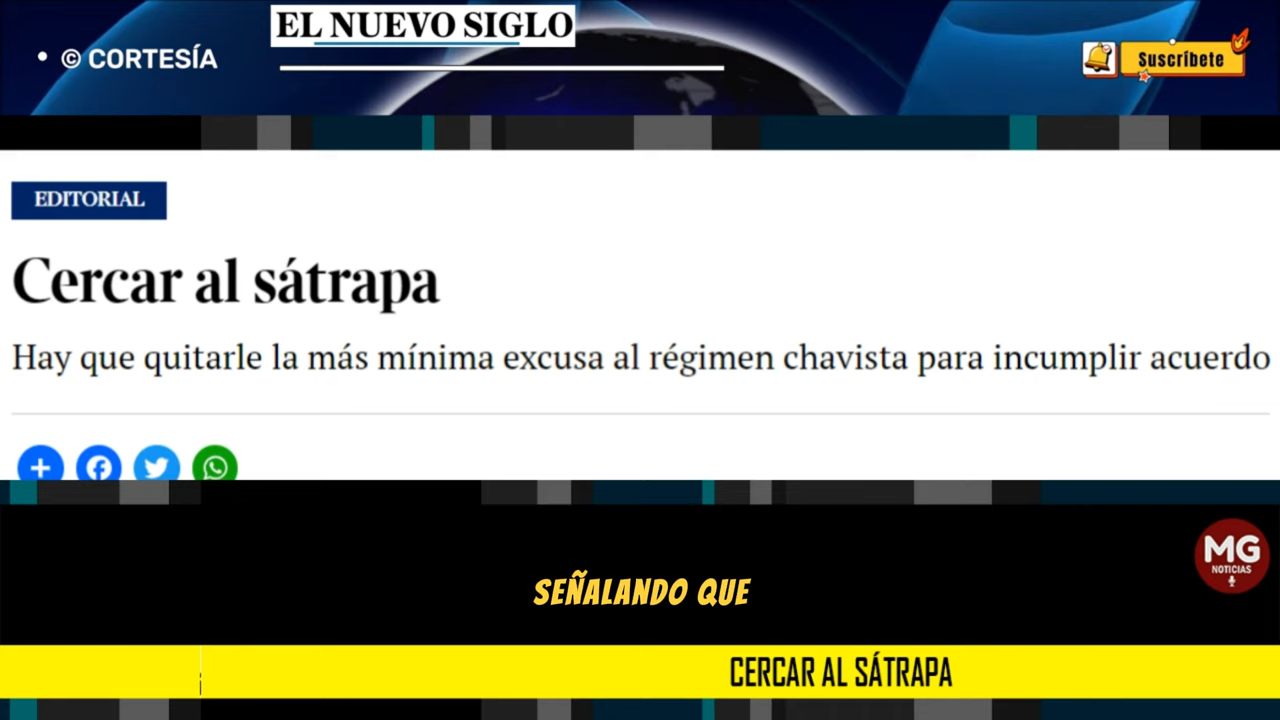 EL NUEVO SIGLO
• © CORTESÍA
Suscríbete
EDITORIAL
Cercar al sátrapa
Hay que quitarle la más mínima excusa al régimen chavista para incumplir acuerdo
MG
NOTICIAS
SEÑALANDO QUE
CERCAR AL SÁTRAPA